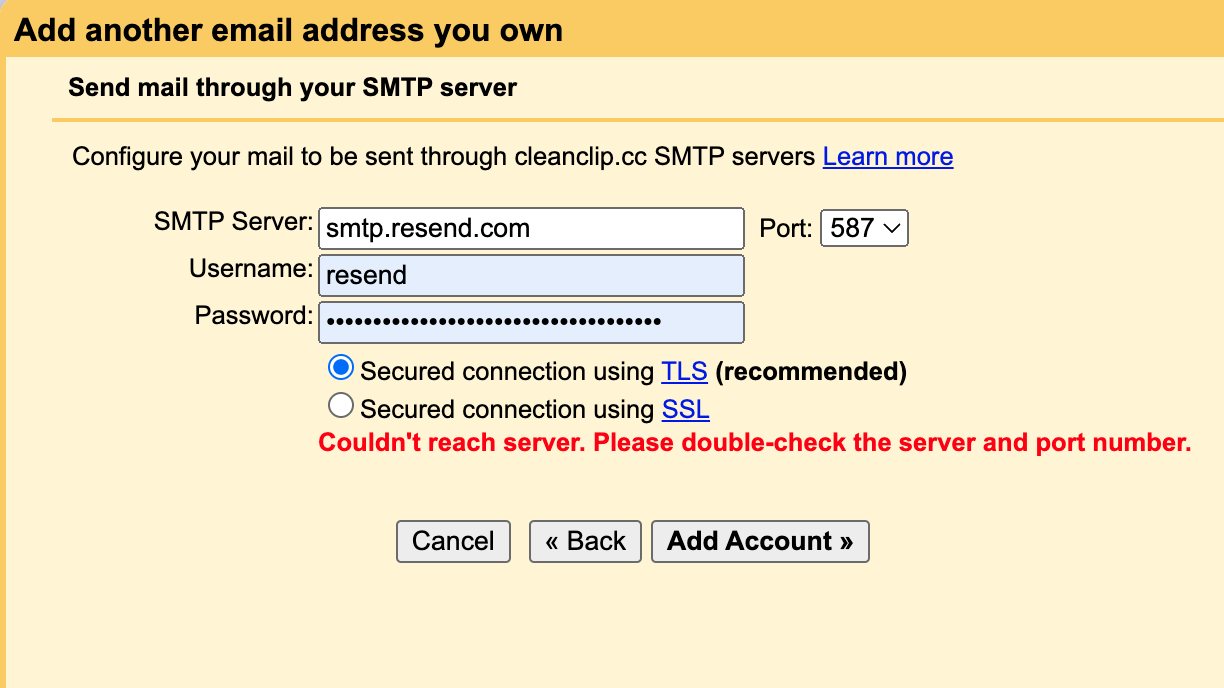 Add another email address you own
Send mail through your SMTP server
Configure your mail to be sent through cleanclip.cc SMTP servers Learn more
SMTP Server: smtp.resend.com Port: 587
Username: resend
Password: ••••••••••••••••••••••••••••••••••••
Secured connection using TLS (recommended)
Secured connection using SSL
Couldn't reach server. Please double-check the server and port number.
Cancel « Back Add Account »